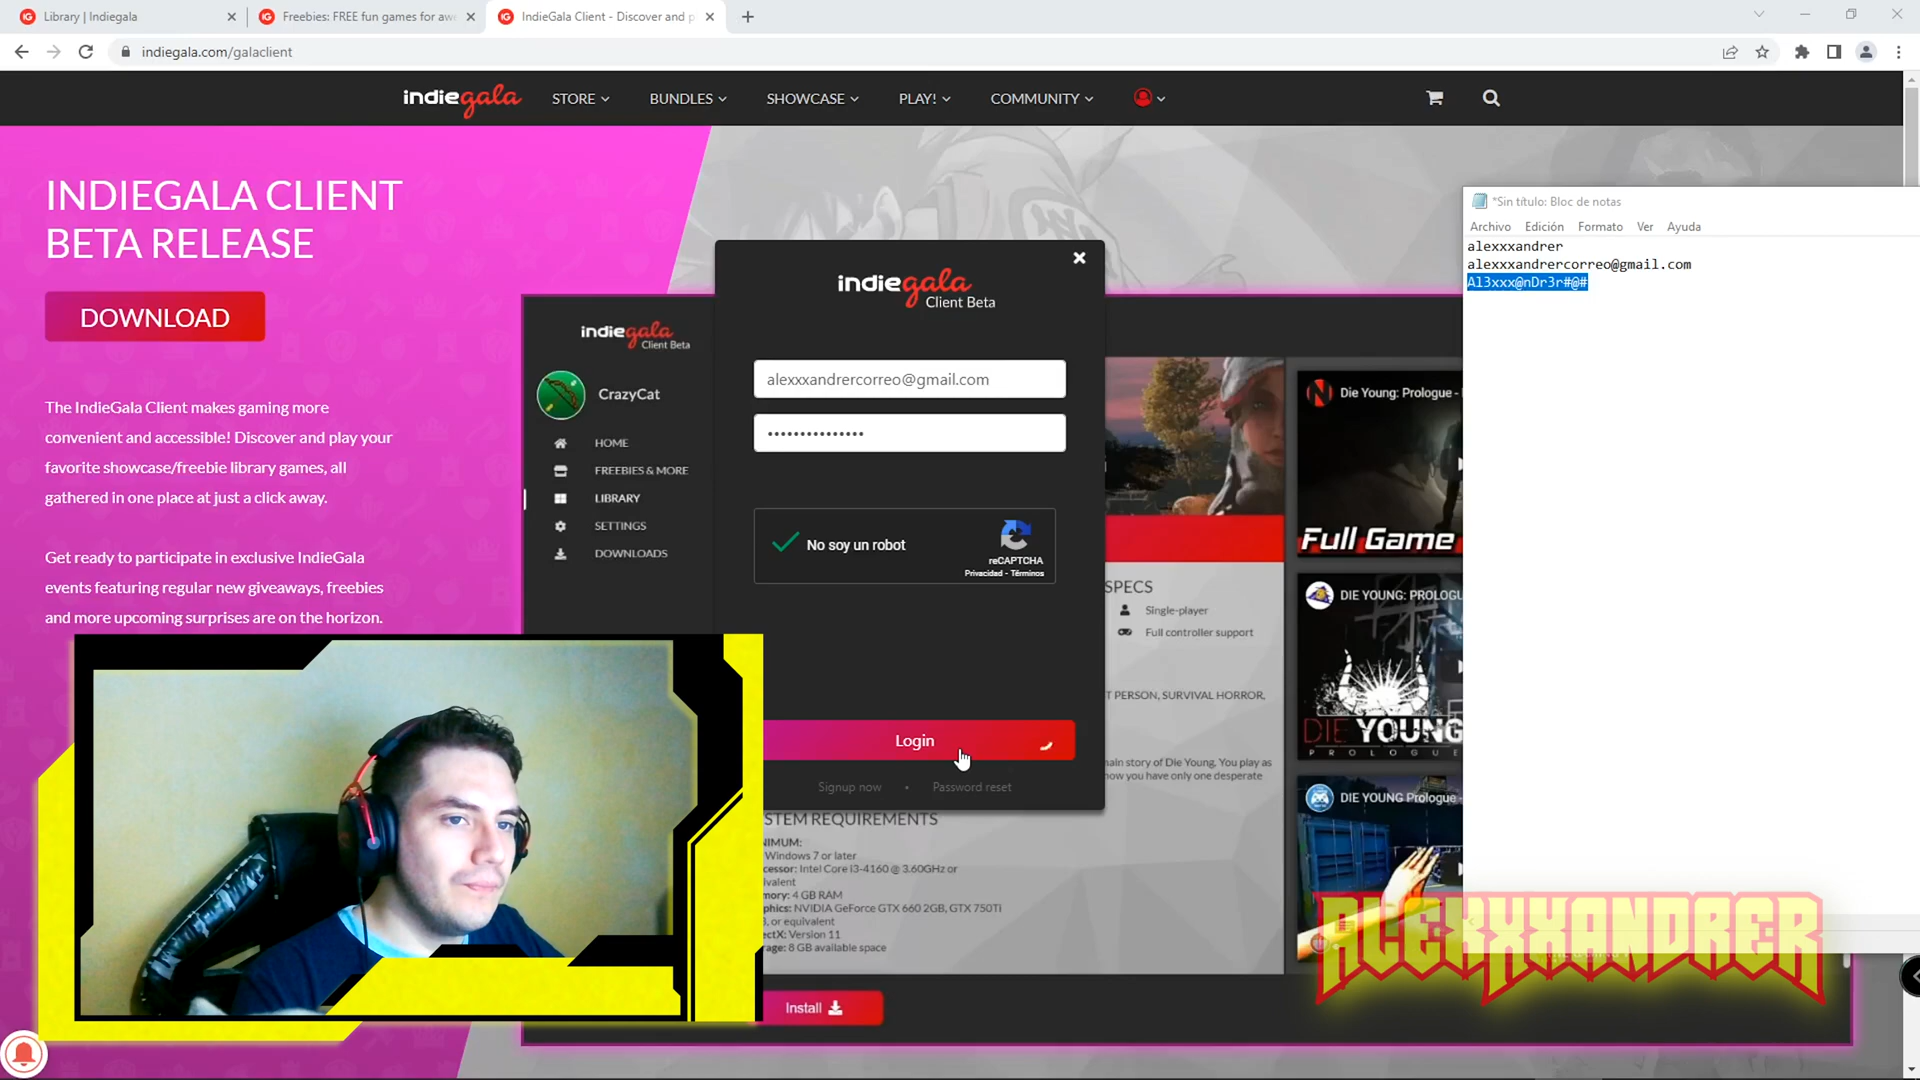 Library | Indiegala
Freebies: FREE fun games for awe
IndieGala Client - Discover and p
indiegala.com/galaclient
indiegala
STORE
BUNDLES
SHOWCASE
PLAY!
COMMUNITY
INDIEGALA CLIENT
BETA RELEASE
DOWNLOAD
The IndieGala Client makes gaming more
convenient and accessible! Discover and play your
favorite showcase/freebie library games, all
gathered in one place at just a click away.
Get ready to participate in exclusive IndieGala
events featuring regular new giveaways, freebies
and more upcoming surprises are on the horizon.
indiegala
Client Beta
CrazyCat
HOME
FREEBIES & MORE
LIBRARY
SETTINGS
DOWNLOADS
indiegala
Client Beta
alexxxandrercorreo@gmail.com
•••••••••••••••
No soy un robot
reCAPTCHA
Privacidad - Términos
Login
Signup now • Password reset
*Sin título: Bloc de notas
Archivo Edición Formato Ver Ayuda
alexxxandrer
alexxxandrercorreo@gmail.com
Al3xxx@nDr3r#@#
Die Young: Prologue -
Full Game
DIE YOUNG: PROLOGU
DIE YOUNG
PROLOGUE
DIE YOUNG Prologue -
SPECS
Single-player
Full controller support
T PERSON, SURVIVAL HORROR,
main story of Die Young. You play as
now you have only one desperate
STEM REQUIREMENTS
NIMUM:
Windows 7 or later
cessor: Intel Core i3-4160 @ 3.60GHz or
ivalent
mory: 4 GB RAM
phics: NVIDIA GeForce GTX 660 2GB, GTX 750Ti
, or equivalent
ectX: Version 11
rage: 8 GB available space
Install
ALEXXXANDRER